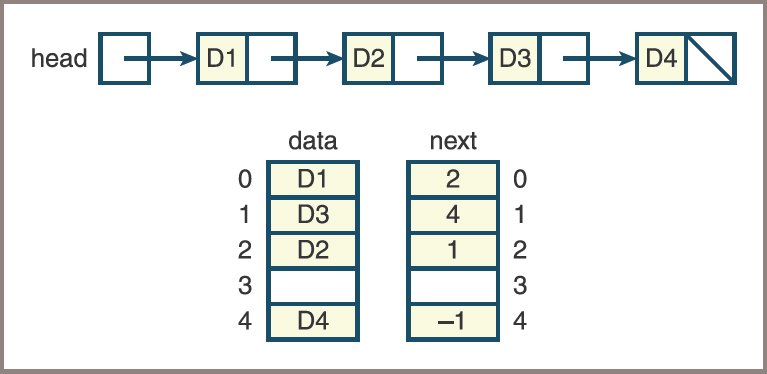 head D1 D2 D3 D4
data next
0 D1 2 0
1 D3 4 1
2 D2 1 2
3 3
4 D4 –1 4